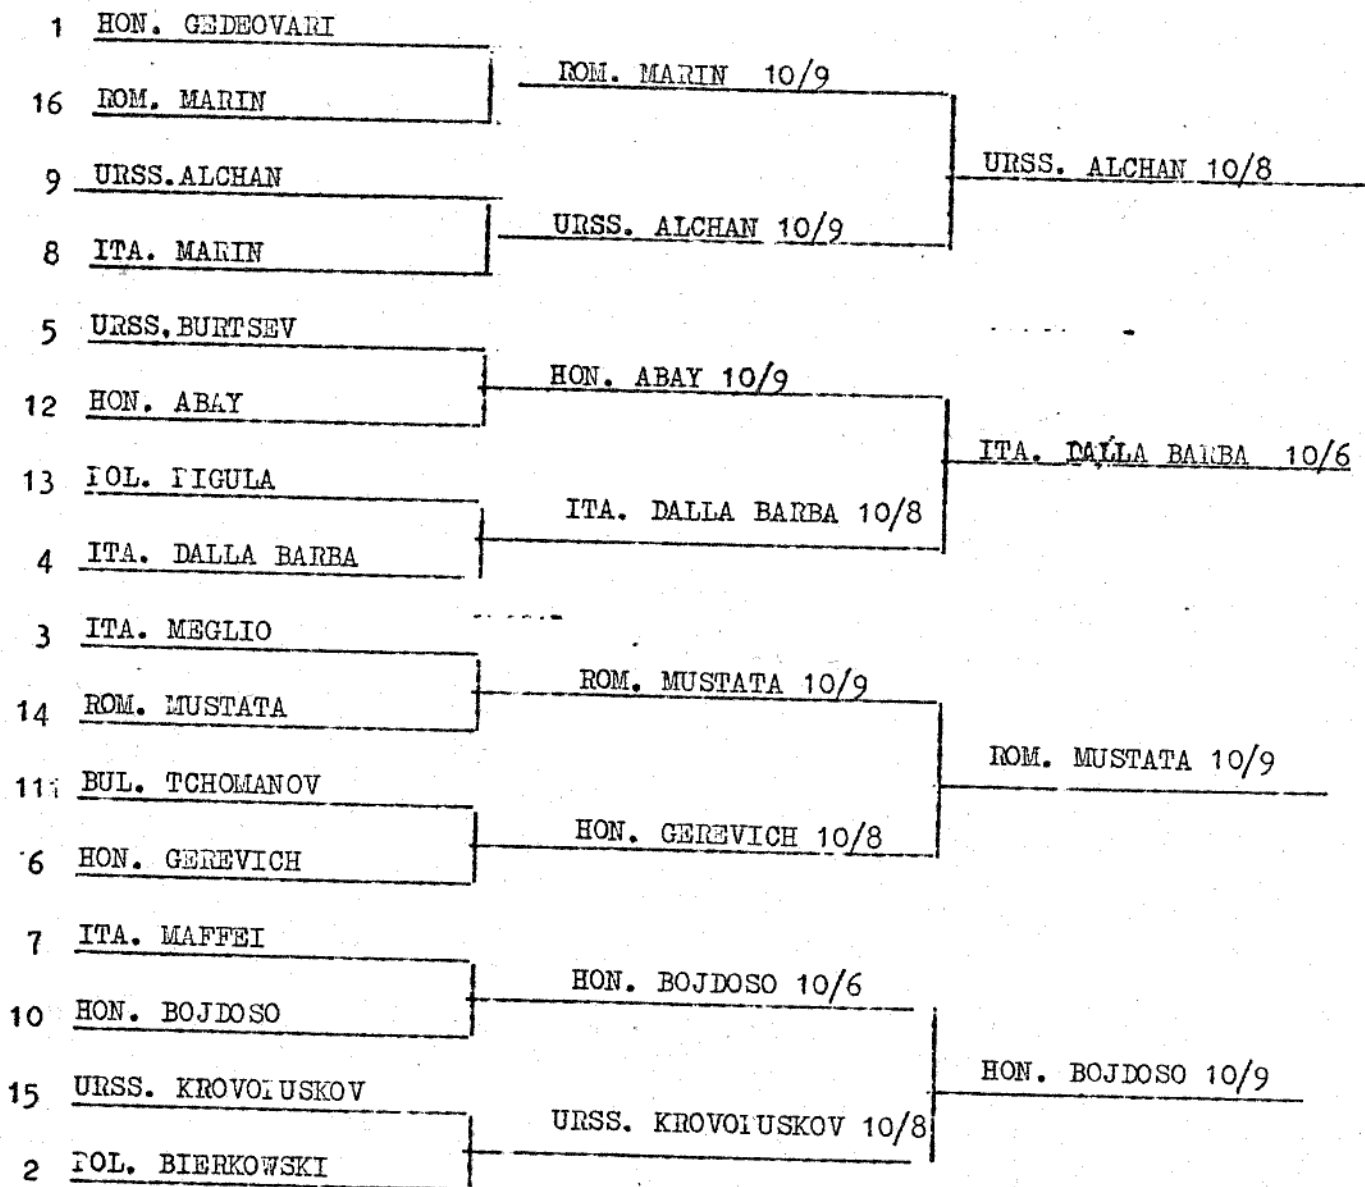 1 HON. GEDEOVARI
ROM. MARIN 10/9
16 ROM. MARIN
URSS. ALCHAN 10/8
9 URSS.ALCHAN
URSS. ALCHAN 10/9
8 ITA. MARIN
5 URSS.BURTSEV
HON. ABAY 10/9
12 HON. ABAY
ITA. DALLA BARBA 10/6
13 POL. PIGULA
ITA. DALLA BARBA 10/8
4 ITA. DALLA BARBA
3 ITA. MEGLIO
ROM. MUSTATA 10/9
14 ROM. MUSTATA
ROM. MUSTATA 10/9
11 BUL. TCHOMANOV
HON. GEREVICH 10/8
6 HON. GEREVICH
7 ITA. MAFFEI
HON. BOJDOSO 10/6
10 HON. BOJDOSO
HON. BOJDOSO 10/9
15 URSS. KROVOPUSKOV
URSS. KROVOPUSKOV 10/8
2 POL. BIERKOWSKI